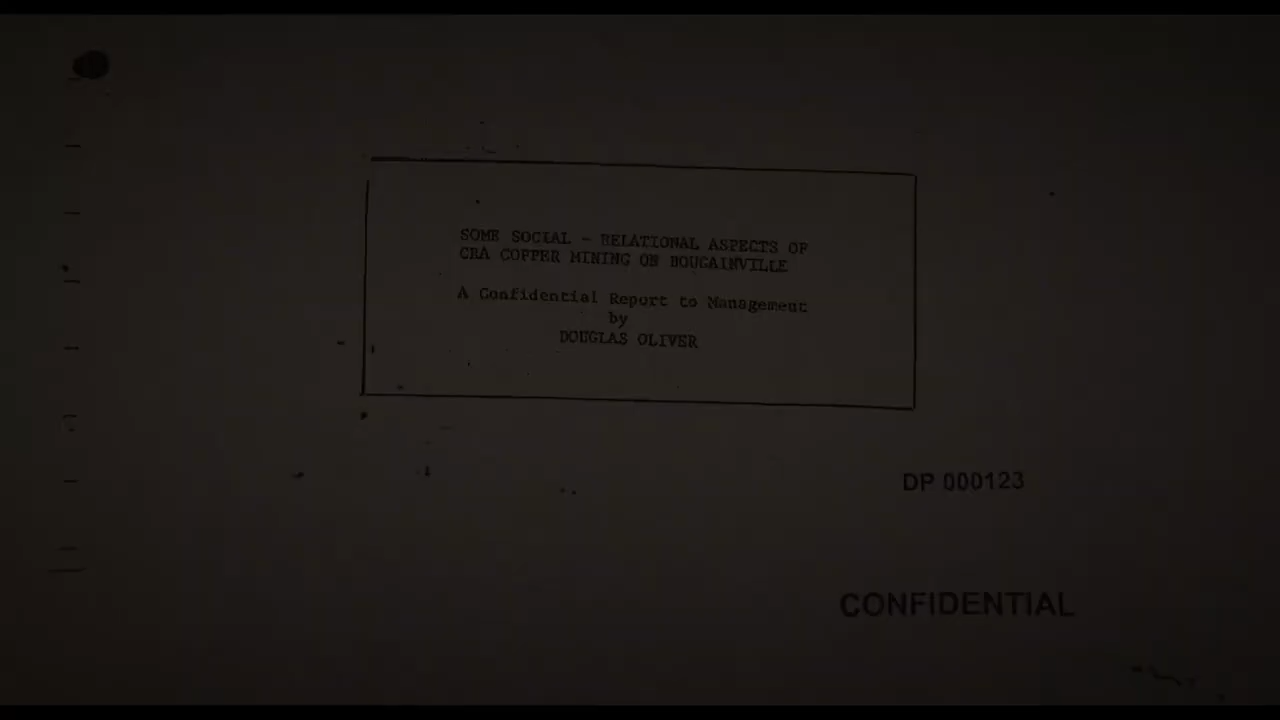 SOME SOCIAL - RELATIONAL ASPECTS OF
CRA COPPER MINING ON BOUGAINVILLE
A Confidential Report to Management
by
DOUGLAS OLIVER
DP 000123
CONFIDENTIAL